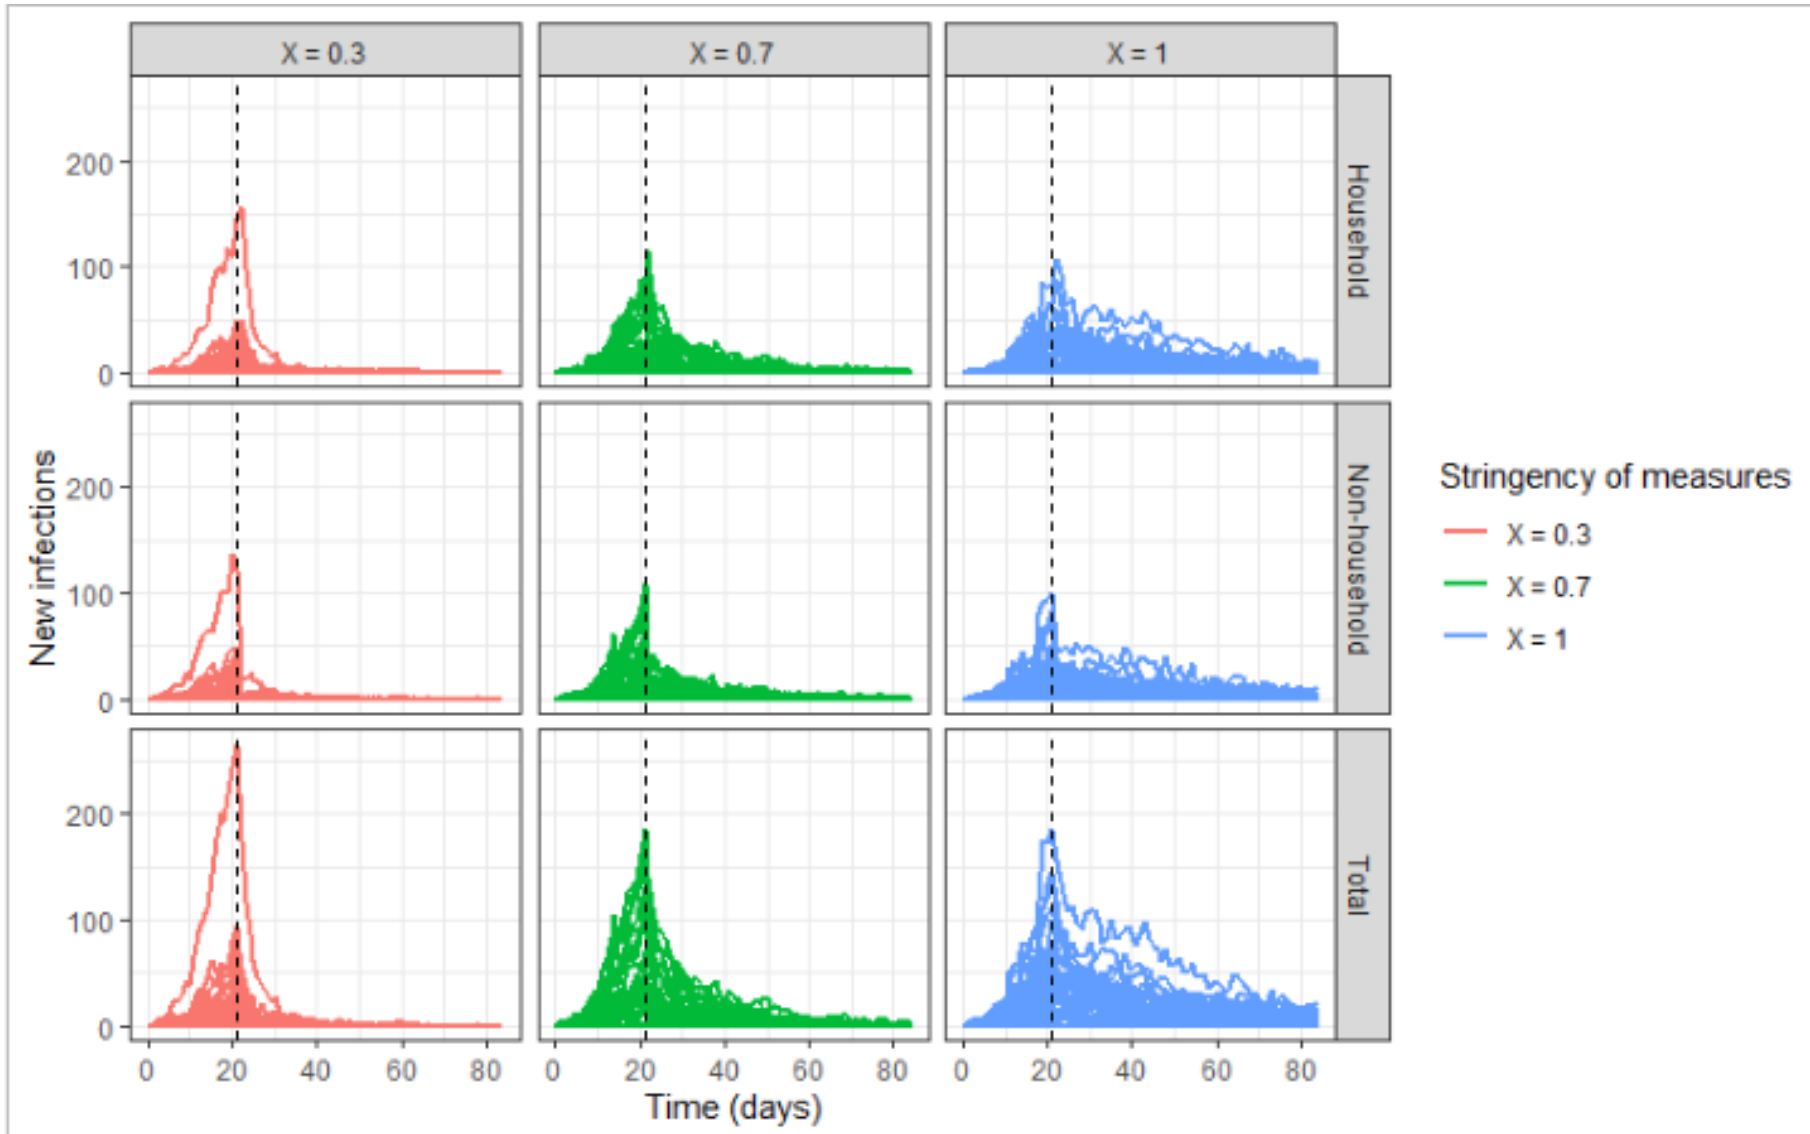 X = 0.3 X = 0.7 X = 1
200
100
0
Household
New infections
200
100
0
Non-household
200
100
0
Total
0 20 40 60 80 0 20 40 60 80 0 20 40 60 80
Time (days)
Stringency of measures
X = 0.3
X = 0.7
X = 1